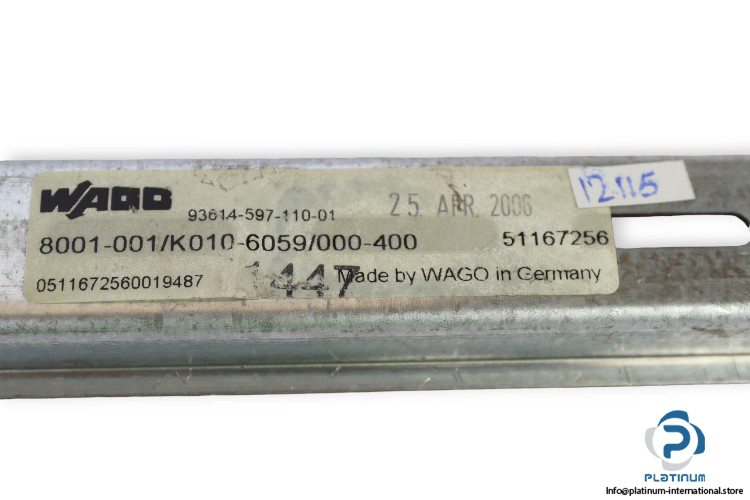 WAGO
93614-597-110-01
25 APR. 2006
12115
8001-001/K010-6059/000-400
51167256
0511672560019487
1447
Made by WAGO in Germany
PLATINUM
Info@platinum-international.store